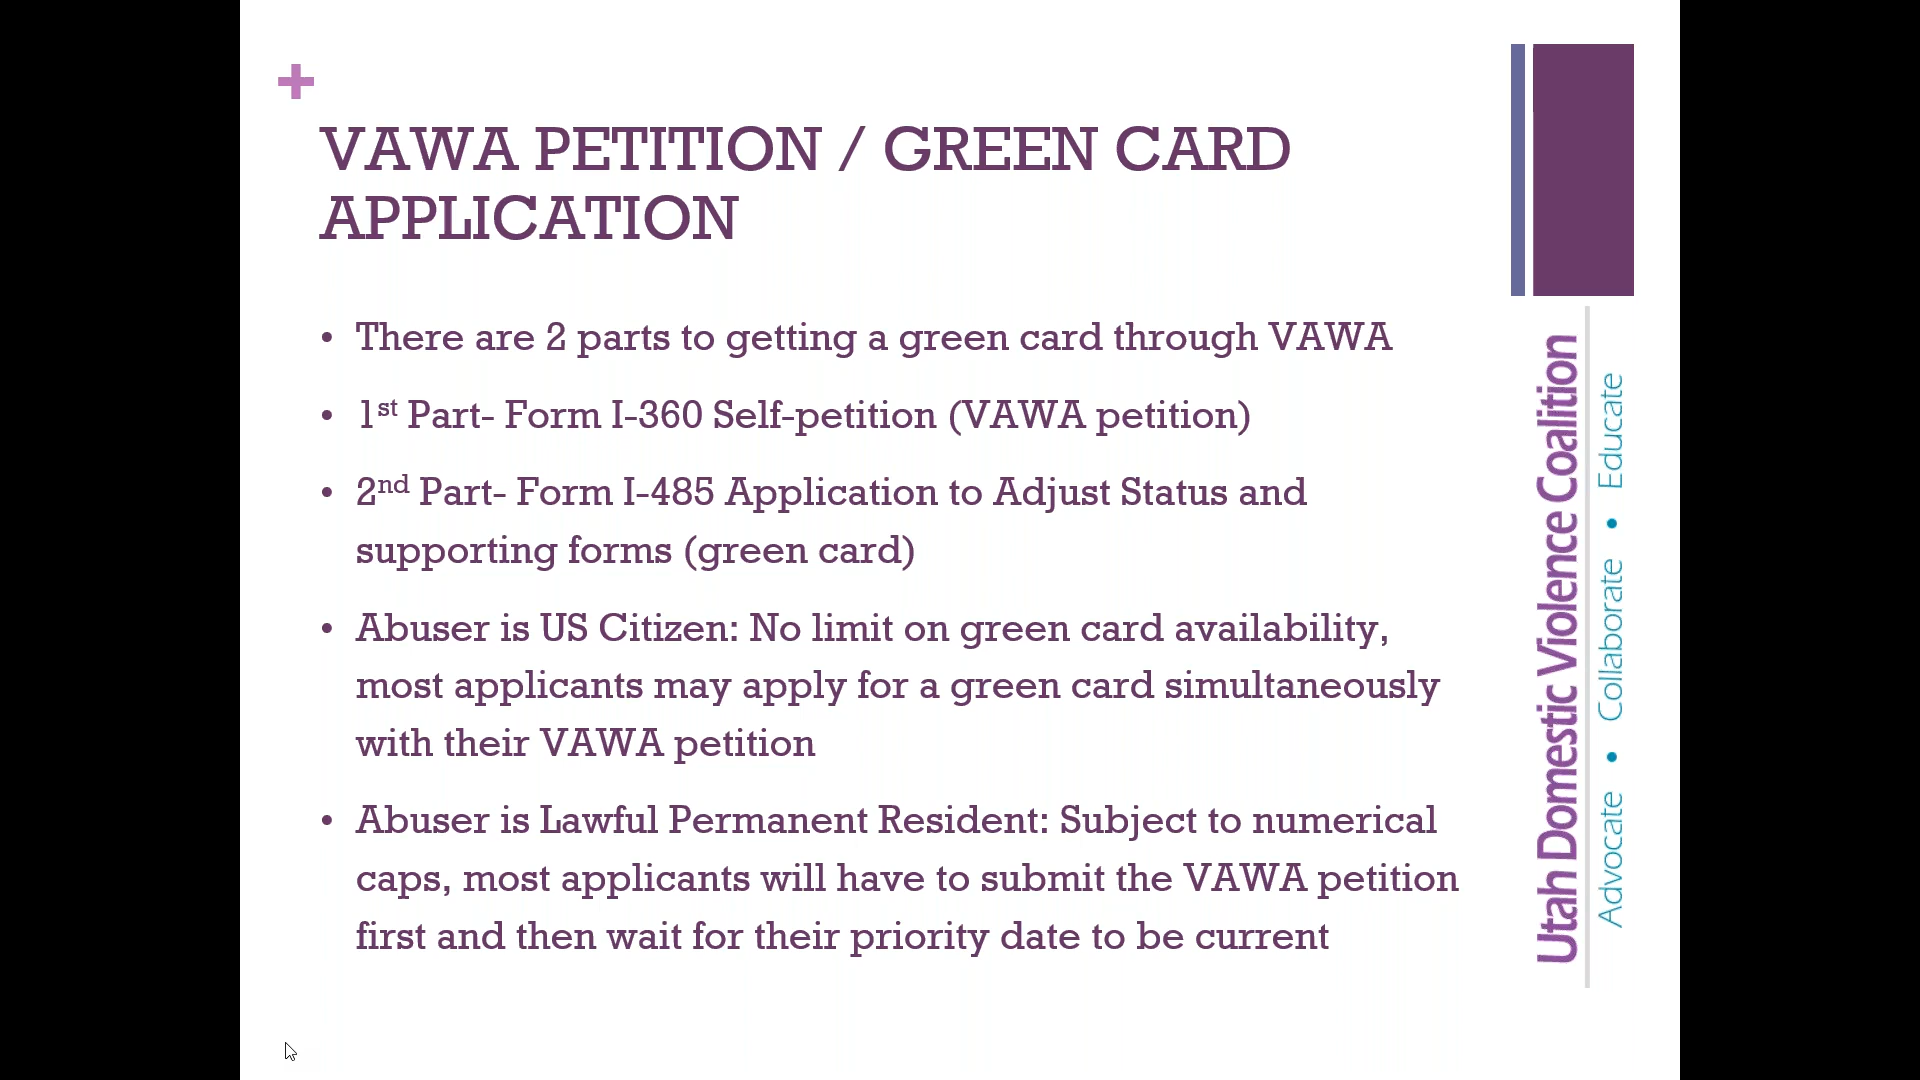 VAWA PETITION / GREEN CARD
APPLICATION
• There are 2 parts to getting a green card through VAWA
• 1st Part- Form I-360 Self-petition (VAWA petition)
• 2nd Part- Form I-485 Application to Adjust Status and
supporting forms (green card)
• Abuser is US Citizen: No limit on green card availability,
most applicants may apply for a green card simultaneously
with their VAWA petition
• Abuser is Lawful Permanent Resident: Subject to numerical
caps, most applicants will have to submit the VAWA petition
first and then wait for their priority date to be current
Utah Domestic Violence Coalition
Advocate • Collaborate • Educate